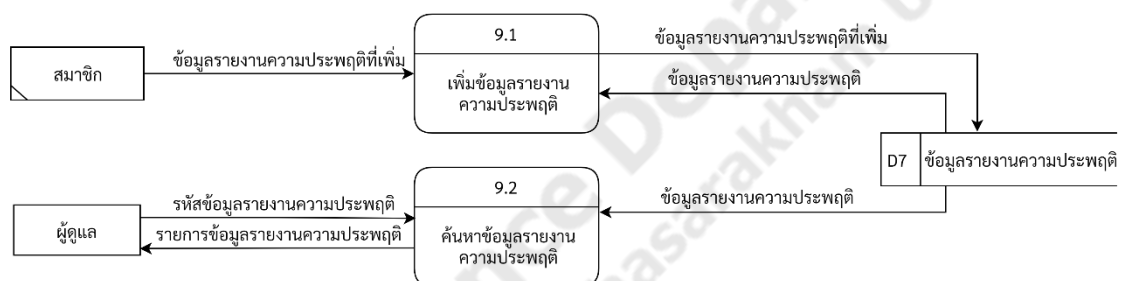 9.1
ข้อมูลรายงานความประพฤติที่เพิ่ม
ข้อมูลรายงานความประพฤติที่เพิ่ม
สมาชิก
ข้อมูลรายงานความประพฤติ
เพิ่มข้อมูลรายงาน
ความประพฤติ
D7
ข้อมูลรายงานความประพฤติ
9.2
รหัสข้อมูลรายงานความประพฤติ
ข้อมูลรายงานความประพฤติ
ผู้ดูแล
รายการข้อมูลรายงานความประพฤติ
ค้นหาข้อมูลรายงาน
ความประพฤติ